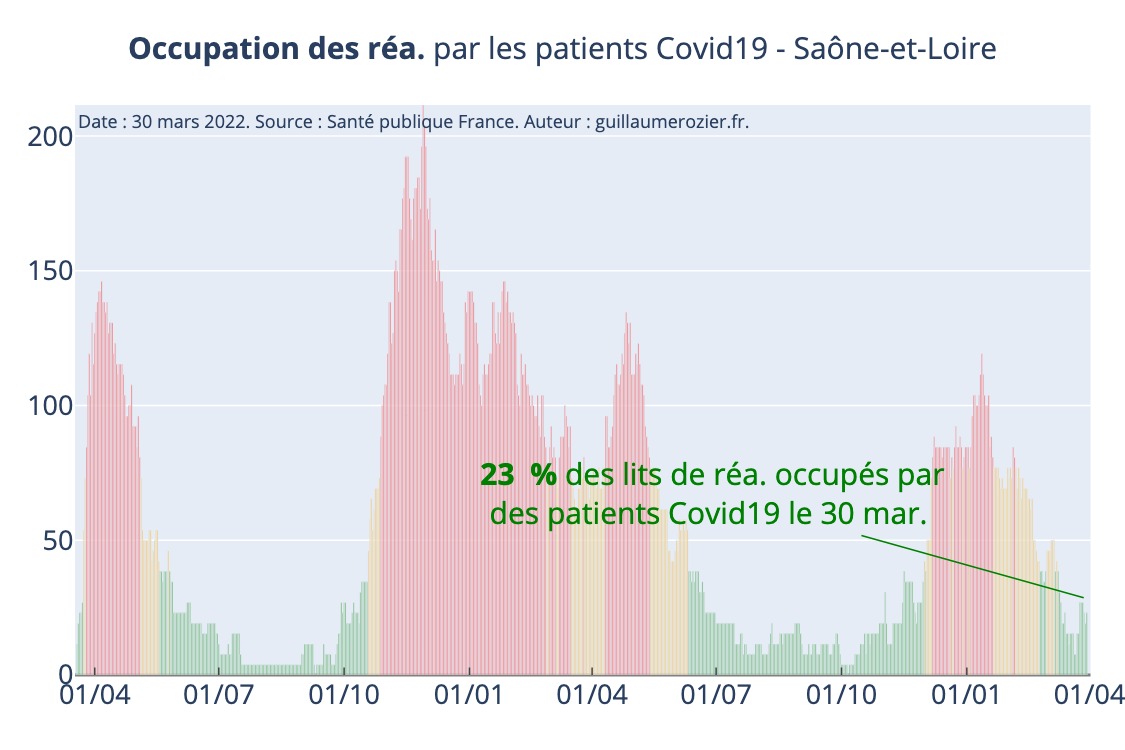 Occupation des réa. par les patients Covid19 - Saône-et-Loire
Date : 30 mars 2022. Source : Santé publique France. Auteur : guillaumerozier.fr.
200
150
100
50
0
23 % des lits de réa. occupés par
des patients Covid19 le 30 mar.
01/04 01/07 01/10 01/01 01/04 01/07 01/10 01/01 01/04